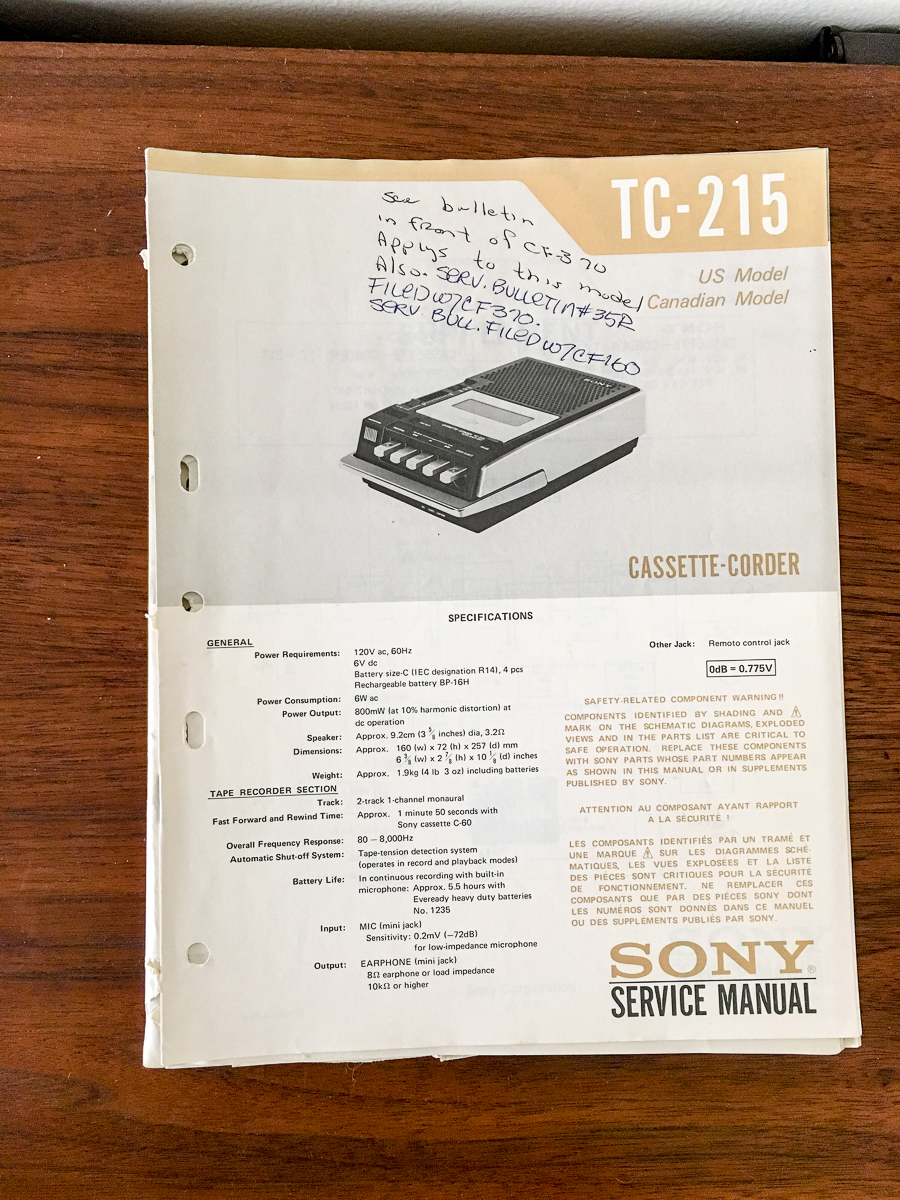 TC-215
US Model
Canadian Model
see bulletin
in front of CF-370
Applys to this model
Also. SERV. BULLETIN #35R
FILED W/ CF370.
SERV. BULL. FILED W/ CF160
SONY
CASSETTE-CORDER
SPECIFICATIONS
GENERAL
Power Requirements: 120V ac, 60Hz
6V dc
Battery size-C (IEC designation R14), 4 pcs
Rechargeable battery BP-16H
Power Consumption: 6W ac
Power Output: 800mW (at 10% harmonic distortion) at
dc operation
Speaker: Approx. 9.2cm (3 5/8 inches) dia, 3.2Ω
Dimensions: Approx. 160 (w) x 72 (h) x 257 (d) mm
6 3/8 (w) x 2 7/8 (h) x 10 1/8 (d) inches
Weight: Approx. 1.9kg (4 lb 3 oz) including batteries
TAPE RECORDER SECTION
Track: 2-track 1-channel monaural
Fast Forward and Rewind Time: Approx. 1 minute 50 seconds with
Sony cassette C-60
Overall Frequency Response: 80 – 8,000Hz
Automatic Shut-off System: Tape-tension detection system
(operates in record and playback modes)
Battery Life: In continuous recording with built-in
microphone: Approx. 5.5 hours with
Eveready heavy duty batteries
No. 1235
Input: MIC (mini jack)
Sensitivity: 0.2mV (–72dB)
for low-impedance microphone
Output: EARPHONE (mini jack)
8Ω earphone or load impedance
10kΩ or higher
Other Jack: Remoto control jack
0dB = 0.775V
SAFETY-RELATED COMPONENT WARNING!!
COMPONENTS IDENTIFIED BY SHADING AND ⚠
MARK ON THE SCHEMATIC DIAGRAMS, EXPLODED
VIEWS AND IN THE PARTS LIST ARE CRITICAL TO
SAFE OPERATION. REPLACE THESE COMPONENTS
WITH SONY PARTS WHOSE PART NUMBERS APPEAR
AS SHOWN IN THIS MANUAL OR IN SUPPLEMENTS
PUBLISHED BY SONY.
ATTENTION AU COMPOSANT AYANT RAPPORT
À LA SÉCURITÉ !
LES COMPOSANTS IDENTIFIÉS PAR UN TRAMÉ ET
UNE MARQUE ⚠ SUR LES DIAGRAMMES SCHÉ-
MATIQUES, LES VUES EXPLOSÉES ET LA LISTE
DES PIÈCES SONT CRITIQUES POUR LA SÉCURITÉ
DE FONCTIONNEMENT. NE REMPLACER CES
COMPOSANTS QUE PAR DES PIÈCES SONY DONT
LES NUMÉROS SONT DONNÉS DANS CE MANUEL
OU DES SUPPLÉMENTS PUBLIÉS PAR SONY.
SONY®
SERVICE MANUAL